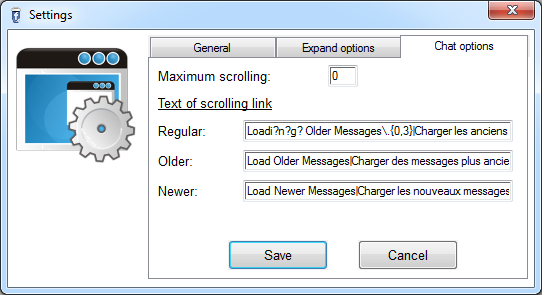 Settings
General Expand options Chat options
Maximum scrolling: 0
Text of scrolling link
Regular: Loadi?n?g? Older Messages\.{0,3}|Charger les anciens
Older: Load Older Messages|Charger des messages plus ancie
Newer: Load Newer Messages|Charger les nouveaux messages
Save Cancel